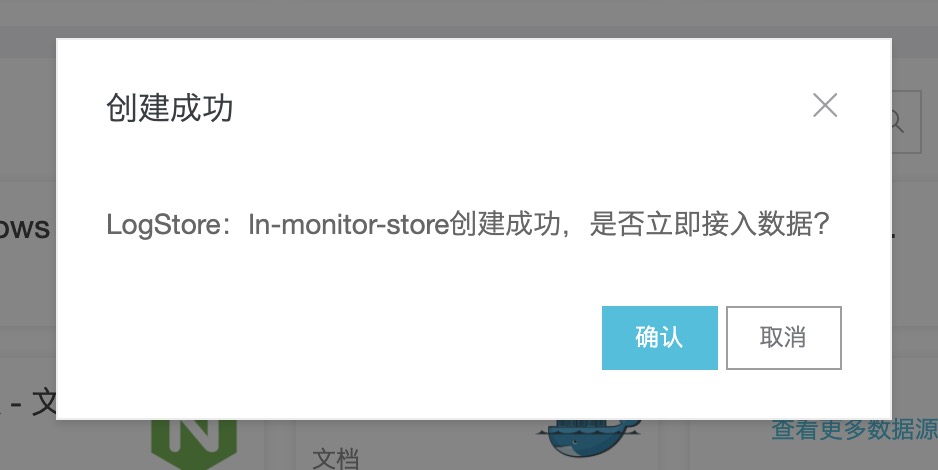 创建成功
ows
LogStore：ln-monitor-store创建成功，是否立即接入数据？
确认 取消
- 文
查看更多数据源
文档